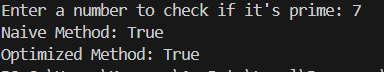 Enter a number to check if it's prime: 7
Naive Method: True
Optimized Method: True